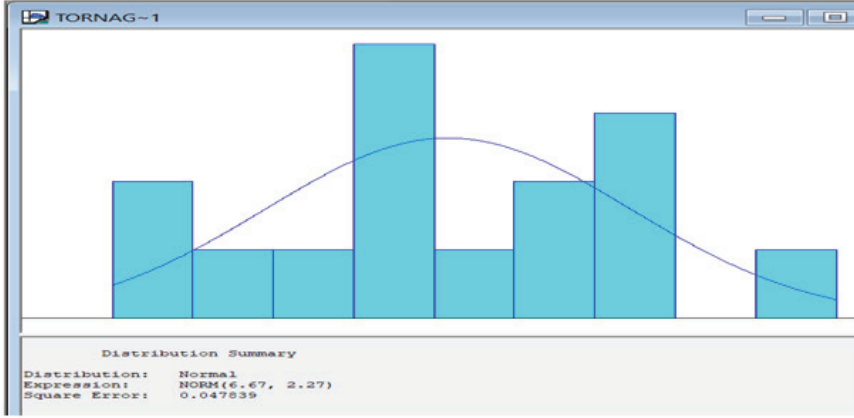 TORNAG~1
Distribution Summary
Distribution: Normal
Expression: NORM(6.67, 2.27)
Square Error: 0.047839